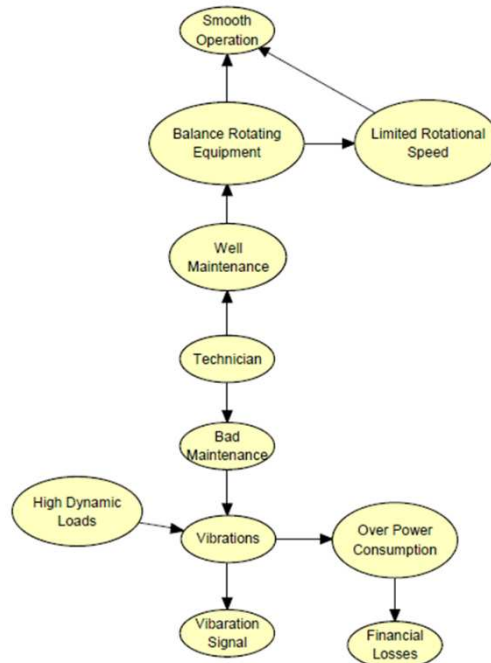 Smooth
Operation
Balance Rotating
Equipment
Limited Rotational
Speed
Well
Maintenance
Technician
Bad
Maintenance
High Dynamic
Loads
Vibrations
Over Power
Consumption
Vibaration
Signal
Financial
Losses